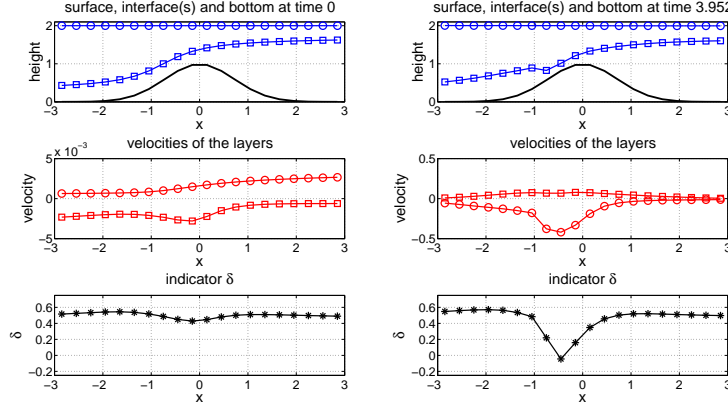 surface, interface(s) and bottom at time 0
2
1
0
height
−3 −2 −1 0 1 2 3
x
x 10⁻³
velocities of the layers
5
0
−5
velocity
−3 −2 −1 0 1 2 3
x
indicator δ
0.6
0.4
0
−0.2
δ
−3 −2 −1 0 1 2 3
x
surface, interface(s) and bottom at time 3.952
2
1
0
height
−3 −2 −1 0 1 2 3
x
velocities of the layers
0.5
0
−0.5
velocity
−3 −2 −1 0 1 2 3
x
indicator δ
0.6
0.4
0
−0.2
δ
−3 −2 −1 0 1 2 3
x